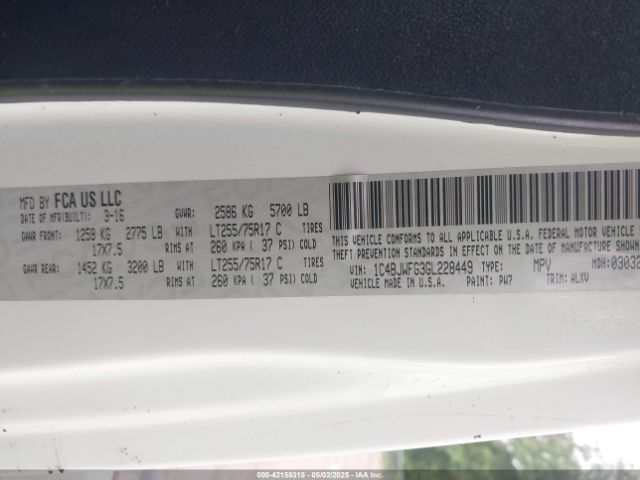 MFD BY FCA US LLC
DATE OF MFR(BUILT): 3-16 GVWR: 2586 KG 5700 LB
GAWR FRONT: 1259 KG 2775 LB WITH LT255/75R17 C TIRES
17X7.5 RIMS AT 260 KPA ( 37 PSI) COLD
GAWR REAR: 1452 KG 3200 LB WITH LT255/75R17 C TIRES
17X7.5 RIMS AT 260 KPA ( 37 PSI) COLD
THIS VEHICLE CONFORMS TO ALL APPLICABLE U.S.A. FEDERAL MOTOR VEHICLE
THEFT PREVENTION STANDARDS IN EFFECT ON THE DATE OF MANUFACTURE SHOWN
VIN: 1C4BJWFG3GL228449 TYPE: MPV MDH:03032
VEHICLE MADE IN U.S.A. PAINT: PW7 TRIM: ALXV
000-42158318 - 05/02/2025 - IAA Inc.